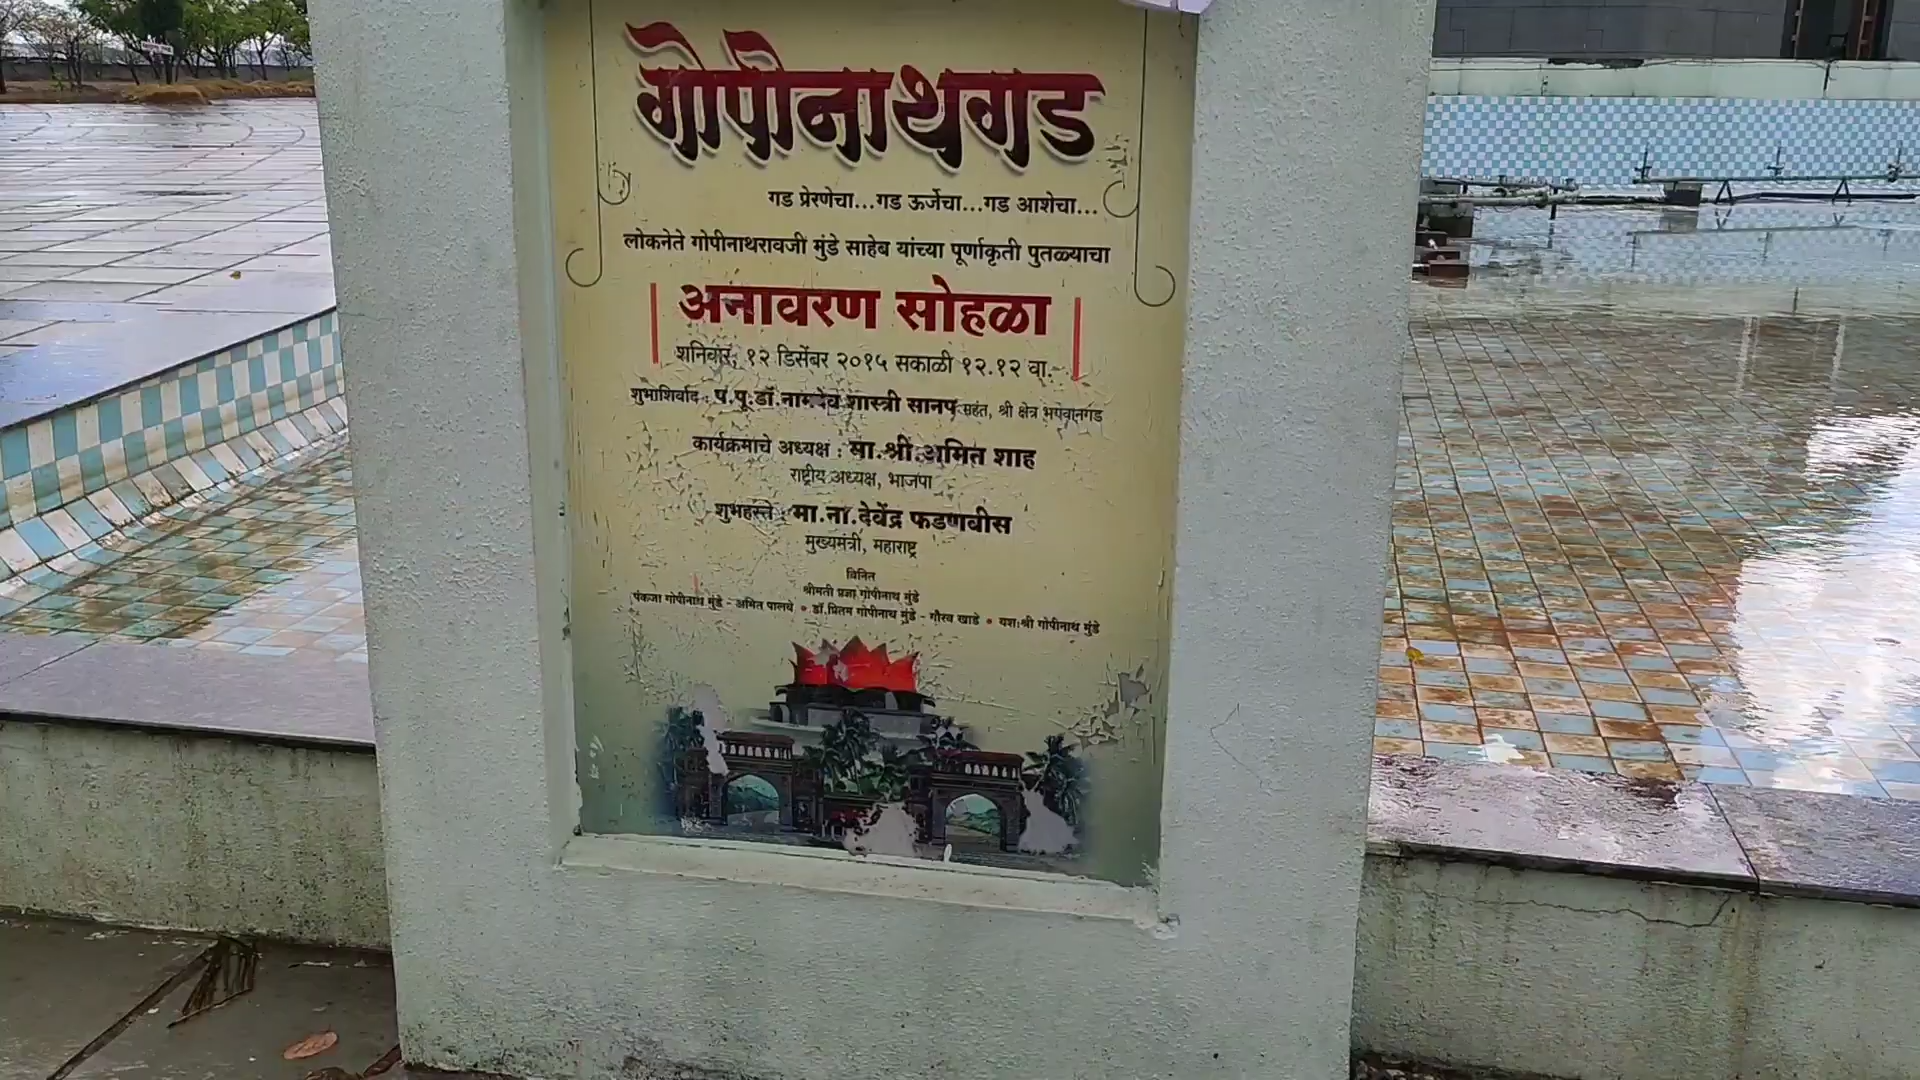 गोपीनाथगड
गड प्रेरणेचा...गड ऊर्जेचा...गड आशेचा...
लोकनेते गोपीनाथरावजी मुंडे साहेब यांच्या पूर्णाकृती पुतळ्याचा
अनावरण सोहळा
शनिवार, १२ डिसेंबर २०१५ सकाळी १२.१२ वा.
शुभाशिर्वाद : प.पू.डॉ.नामदेव शास्त्री सानप महंत, श्री क्षेत्र भगवानगड
कार्यक्रमाचे अध्यक्ष : मा.श्री.अमित शाह
राष्ट्रीय अध्यक्ष, भाजपा
शुभहस्ते : मा.ना.देवेंद्र फडणवीस
मुख्यमंत्री, महाराष्ट्र
विनित
श्रीमती प्रज्ञा गोपीनाथ मुंडे
पंकजा गोपीनाथ मुंडे - अमित पालवे • डॉ.प्रितम गोपीनाथ मुंडे - गौरव खाडे • यशःश्री गोपीनाथ मुंडे